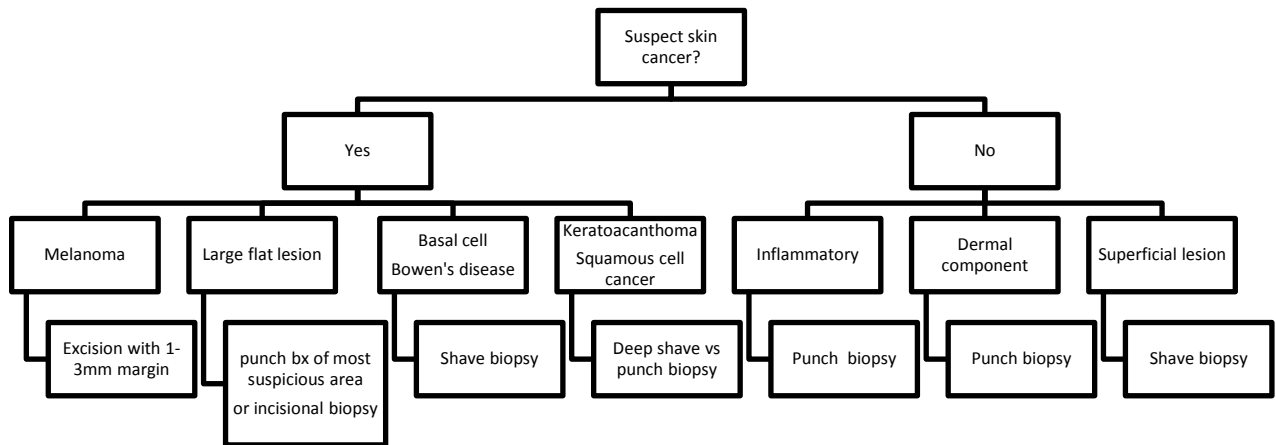 Suspect skin
cancer?
Yes
No
Melanoma
Large flat lesion
Basal cell
Bowen's disease
Keratoacanthoma
Squamous cell
cancer
Inflammatory
Dermal
component
Superficial lesion
Excision with 1-
3mm margin
punch bx of most
suspicious area
or incisional biopsy
Shave biopsy
Deep shave vs
punch biopsy
Punch biopsy
Punch biopsy
Shave biopsy